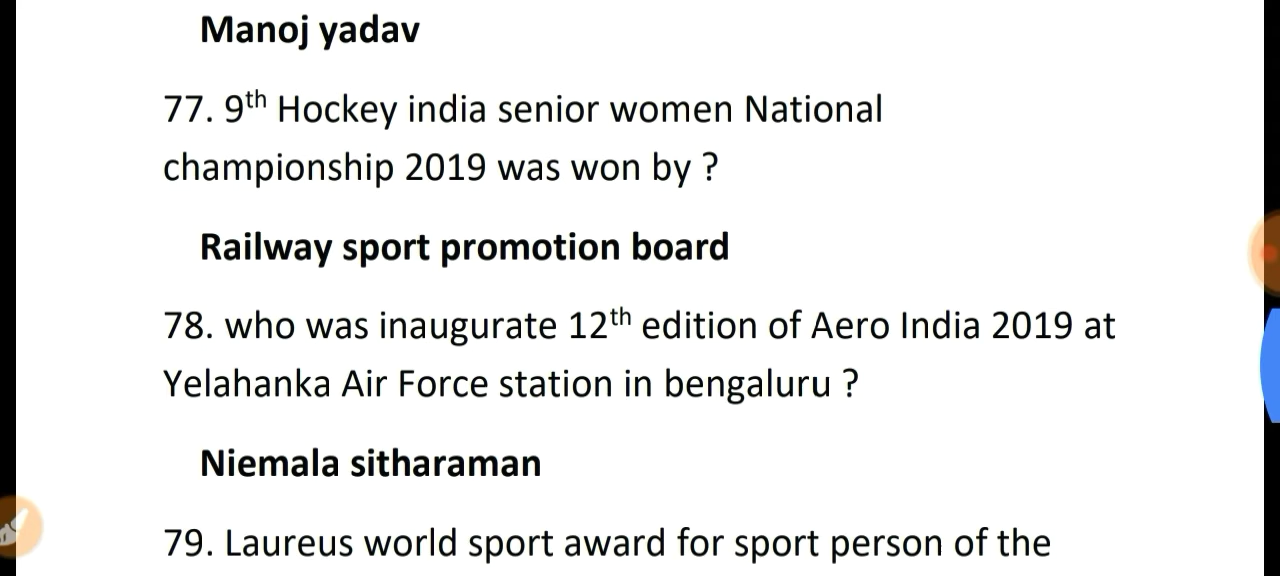 Manoj yadav
77. 9th Hockey india senior women National
championship 2019 was won by ?
Railway sport promotion board
78. who was inaugurate 12th edition of Aero India 2019 at
Yelahanka Air Force station in bengaluru ?
Niemala sitharaman
79. Laureus world sport award for sport person of the